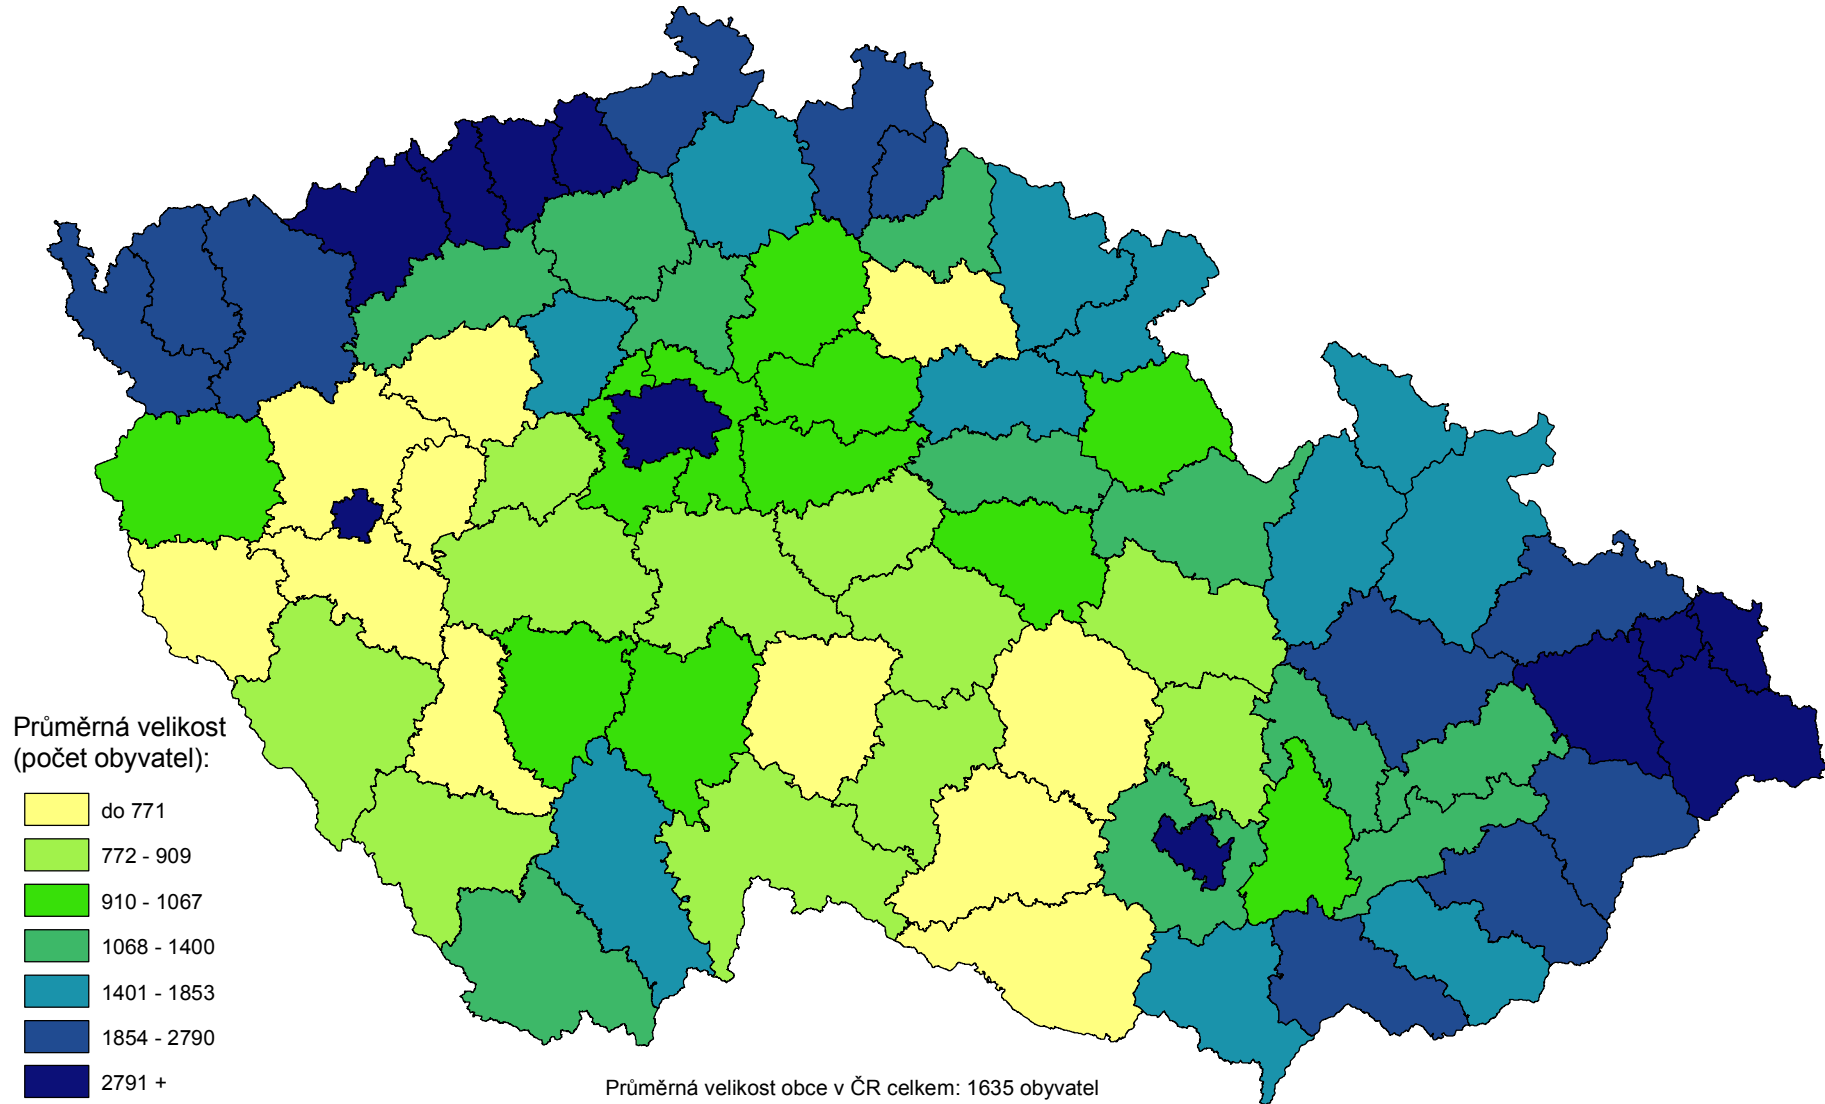 Průměrná velikost
(počet obyvatel):
do 771
772 - 909
910 - 1067
1068 - 1400
1401 - 1853
1854 - 2790
2791 +
Průměrná velikost obce v ČR celkem: 1635 obyvatel